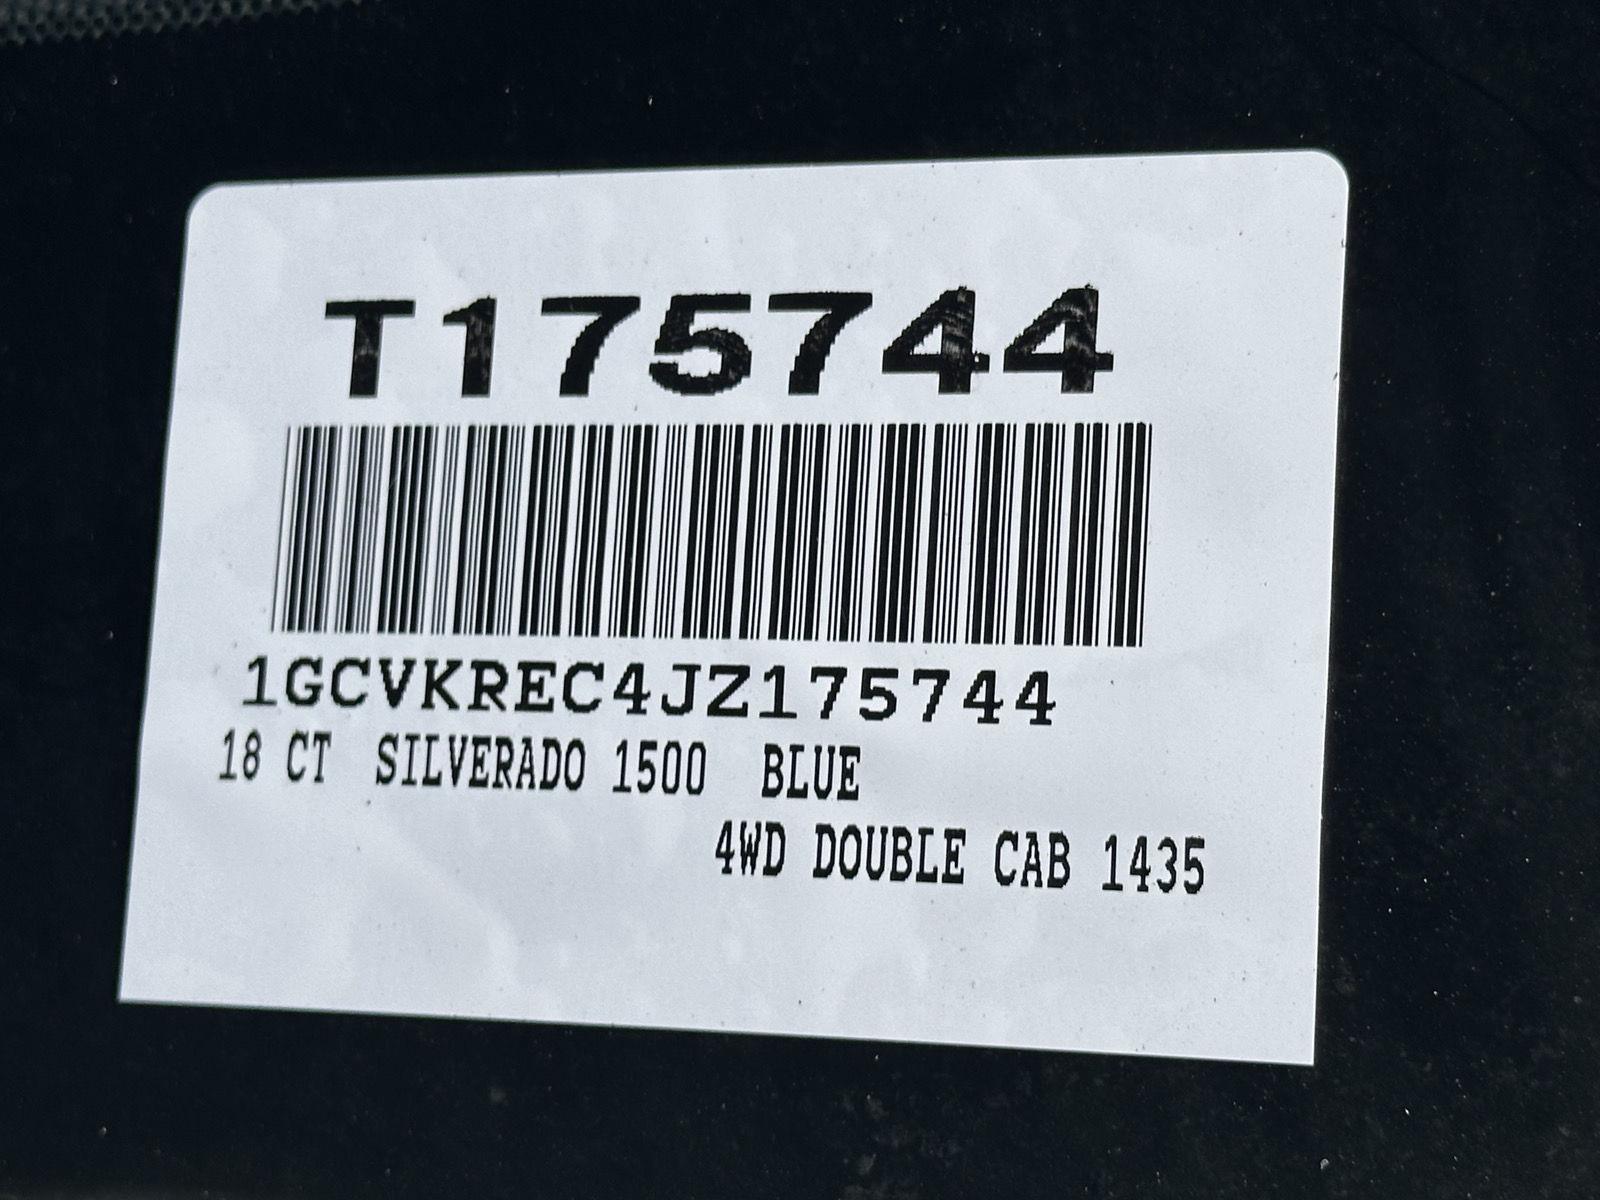 T175744
1GCVKREC4JZ175744
18 CT SILVERADO 1500 BLUE
4WD DOUBLE CAB 1435